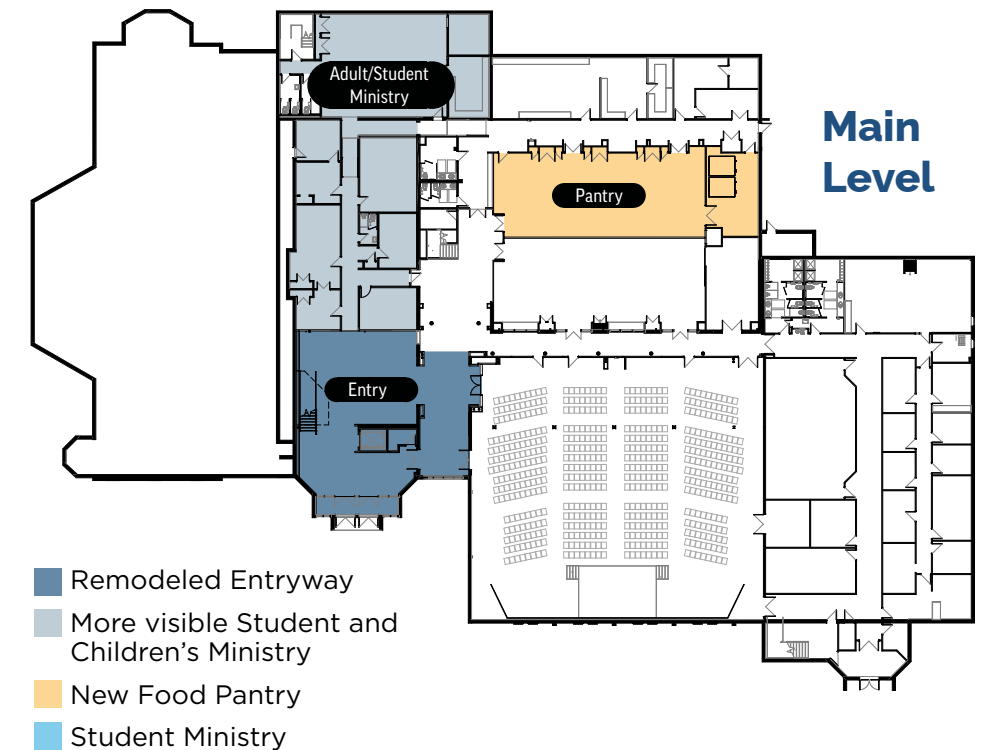 Adult/Student
Ministry
Main
Level
Pantry
Entry
Remodeled Entryway
More visible Student and
Children's Ministry
New Food Pantry
Student Ministry